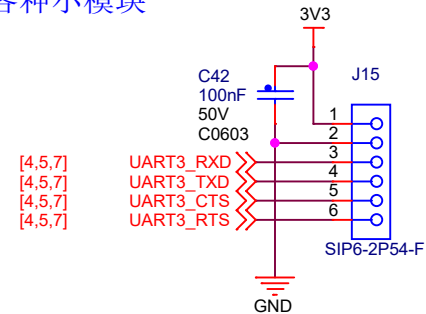 各种小模块
3V3
C42
100nF
50V
C0603
J15
1
2
3
4
5
6
[4,5,7] UART3_RXD
[4,5,7] UART3_TXD
[4,5,7] UART3_CTS
[4,5,7] UART3_RTS
SIP6-2P54-F
GND